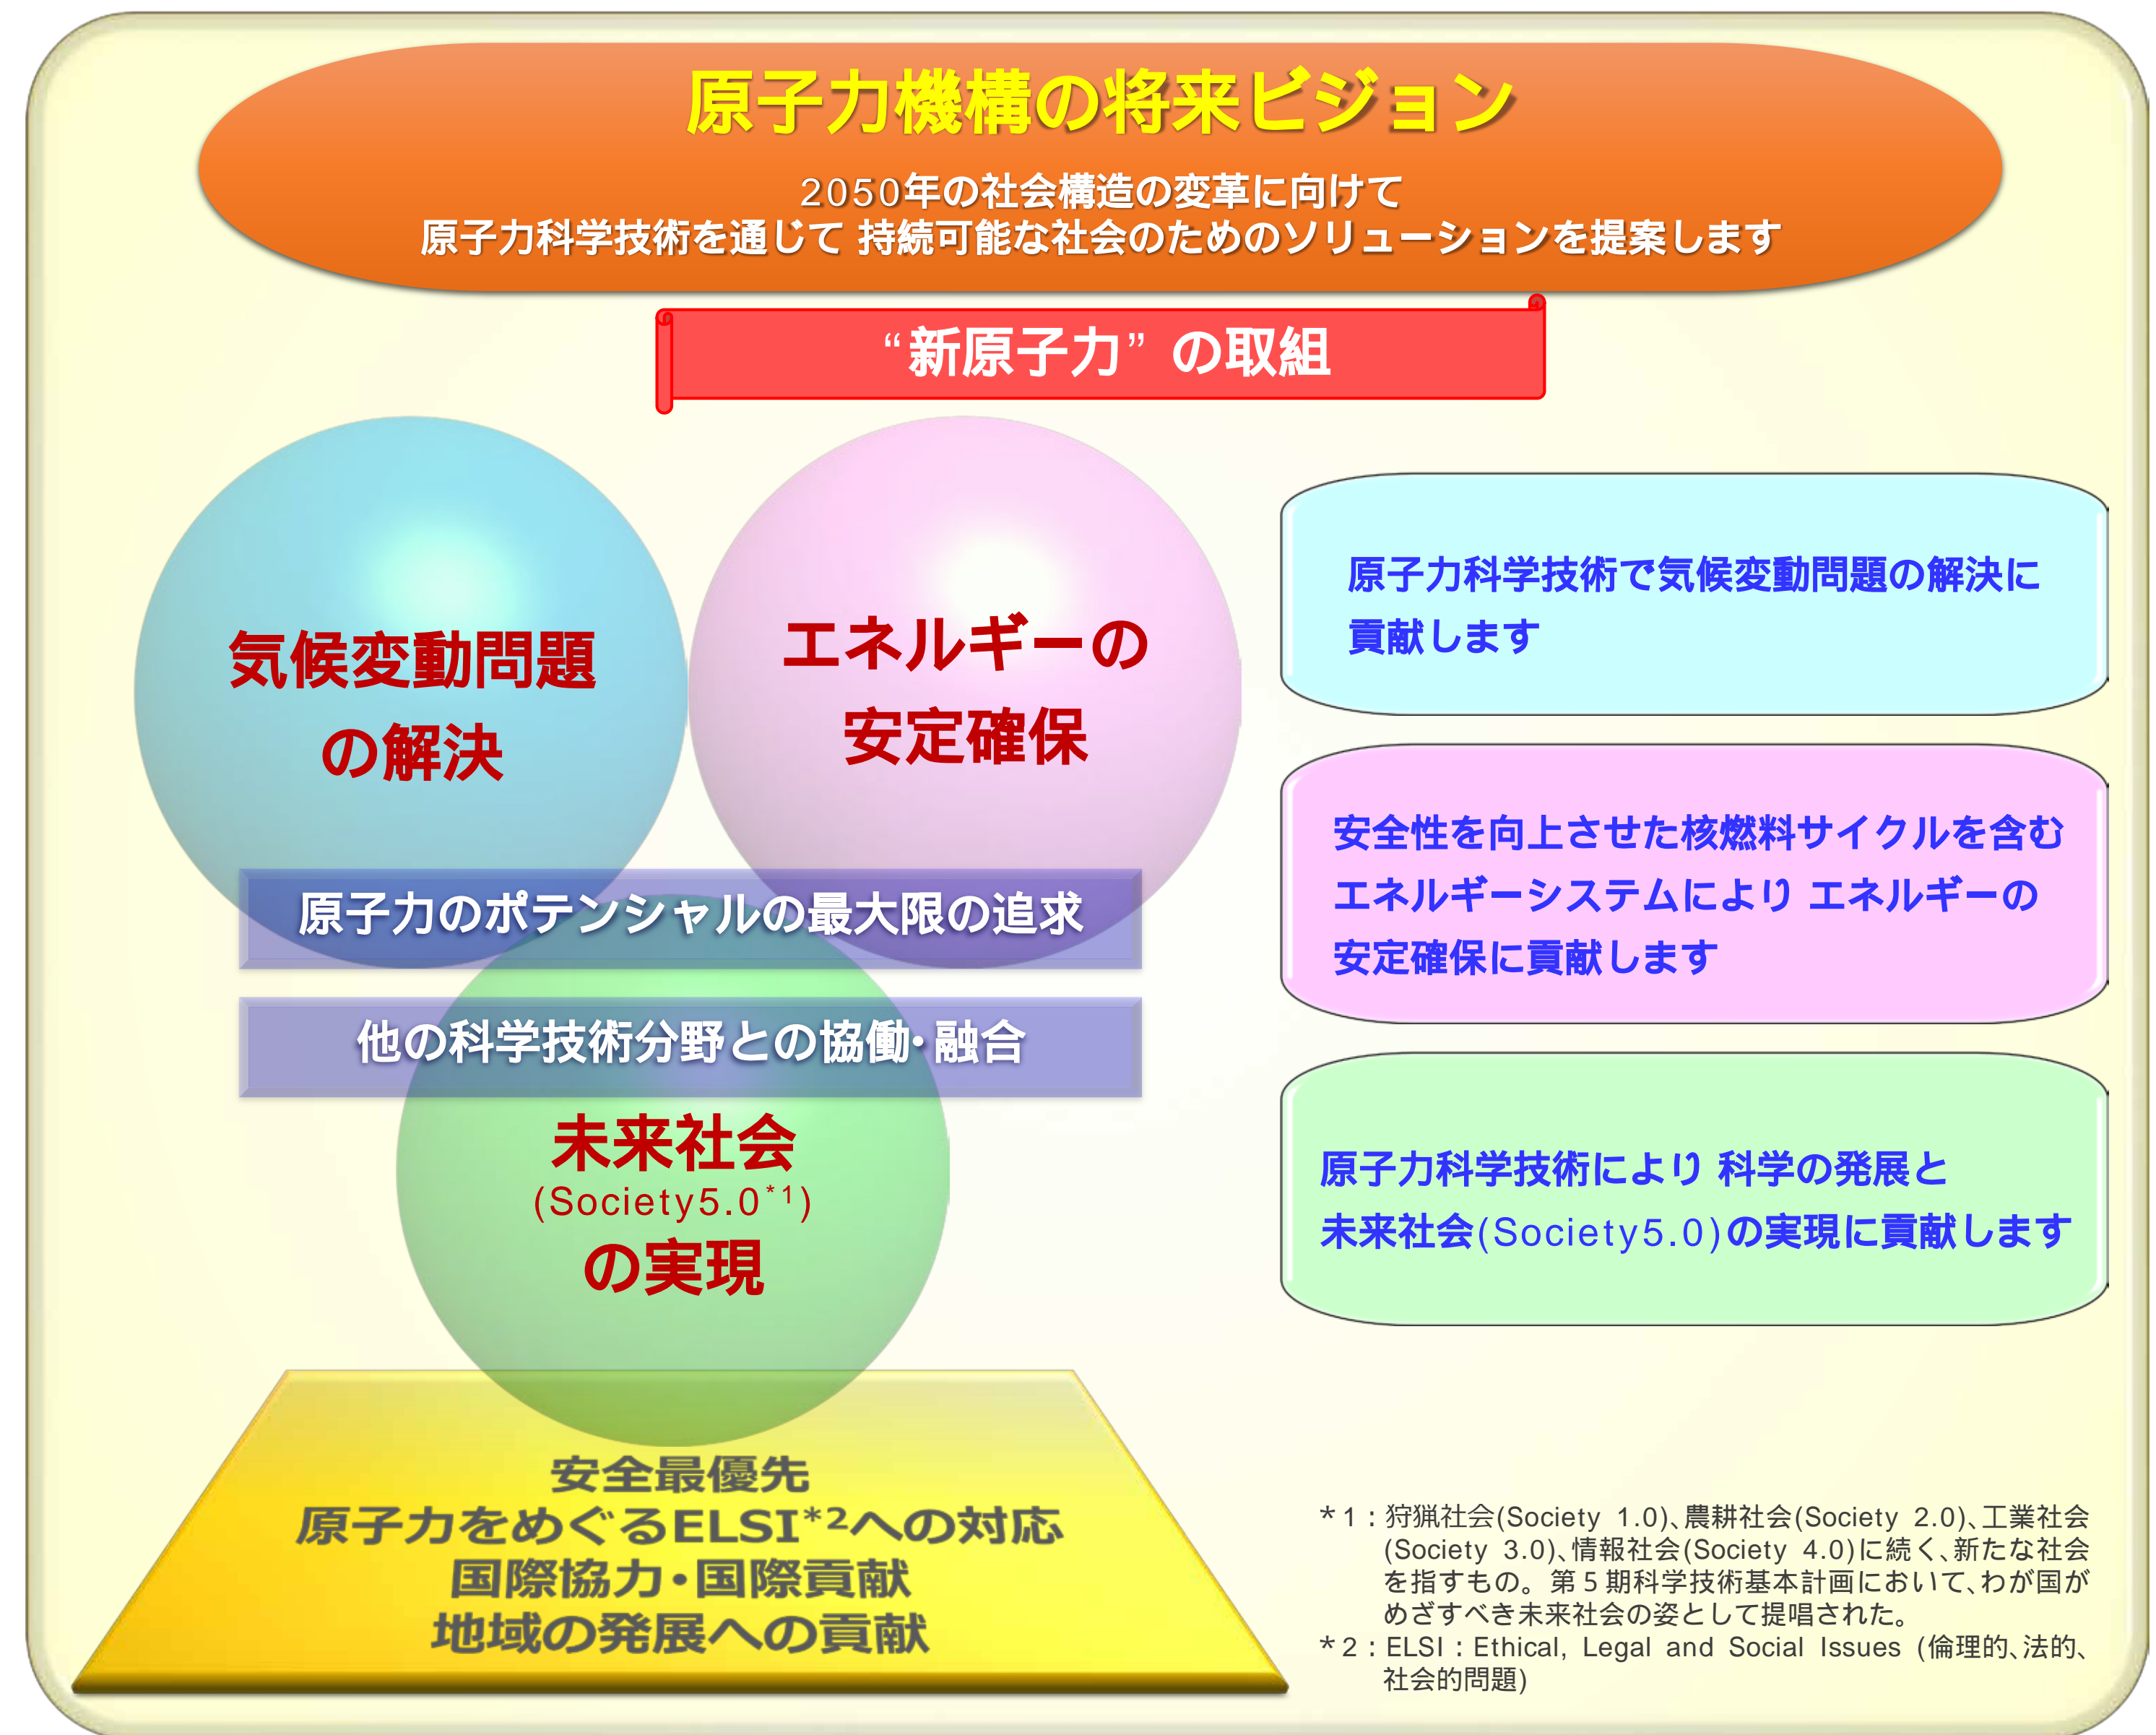 原子力機構の将来ビジョン
2050年の社会構造の変革に向けて
原子力科学技術を通じて 持続可能な社会のためのソリューションを提案します
“新原子力” の取組
気候変動問題
の解決
エネルギーの
安定確保
原子力のポテンシャルの最大限の追求
他の科学技術分野との協働・融合
未来社会
(Society5.0*1)
の実現
安全最優先
原子力をめぐるELSI*2への対応
国際協力・国際貢献
地域の発展への貢献
原子力科学技術で気候変動問題の解決に
貢献します
安全性を向上させた核燃料サイクルを含む
エネルギーシステムにより エネルギーの
安定確保に貢献します
原子力科学技術により 科学の発展と
未来社会(Society5.0)の実現に貢献します
*1:狩猟社会(Society 1.0)、農耕社会(Society 2.0)、工業社会
(Society 3.0)、情報社会(Society 4.0)に続く、新たな社会
を指すもの。第5期科学技術基本計画において、わが国が
めざすべき未来社会の姿として提唱された。
*2:ELSI:Ethical, Legal and Social Issues (倫理的、法的、
社会的問題)